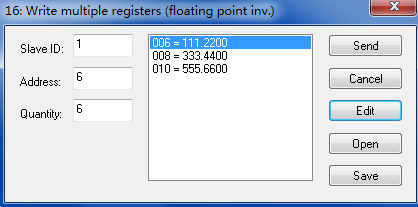 16: Write multiple registers (floating point inv.)
Slave ID: 1
Address: 6
Quantity: 6
006 = 111.2200
008 = 333.4400
010 = 555.6600
Send
Cancel
Edit
Open
Save